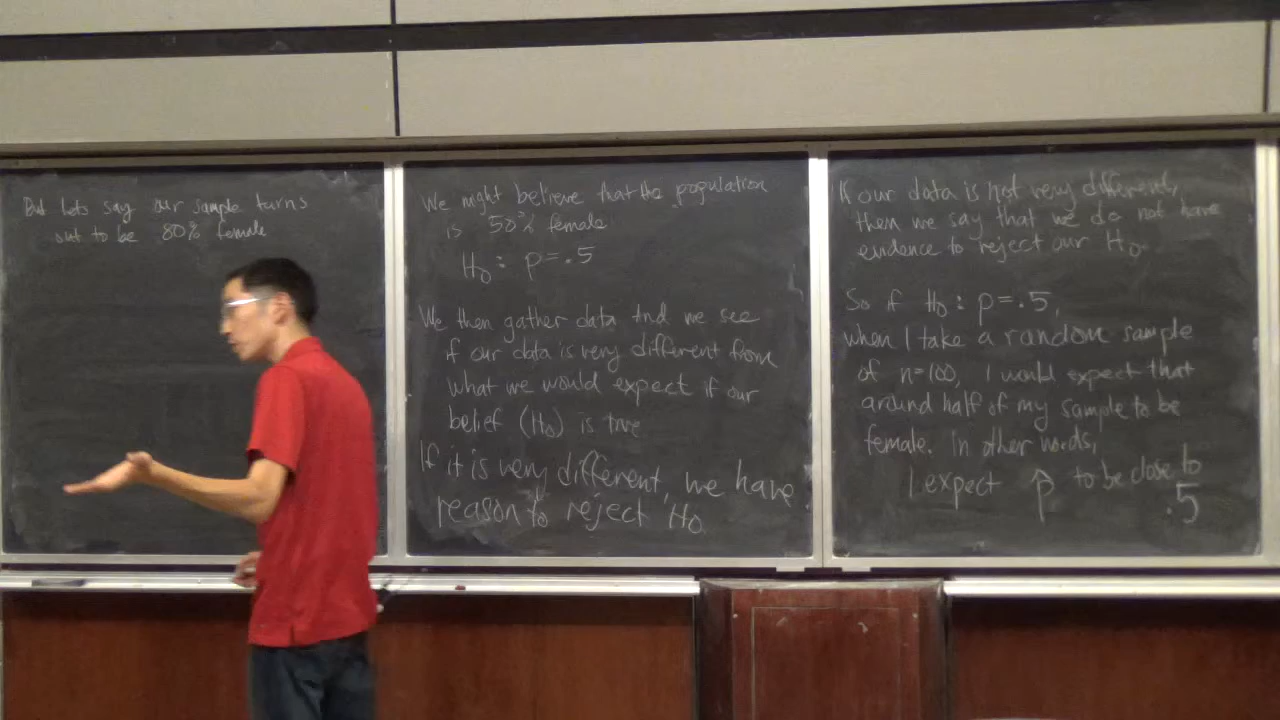 But lets say our sample turns
out to be 80% female
We might believe that the population
is 50% female
H₀: p=.5
We then gather data and we see
if our data is very different from
what we would expect if our
belief (H₀) is true
If it is very different, we have
reason to reject H₀
If our data is not very different,
then we say that we do not have
evidence to reject our H₀.
So if H₀: p=.5,
when I take a random sample
of n=100, I would expect that
around half of my sample to be
female. In other words,
I expect p̂ to be close to
.5